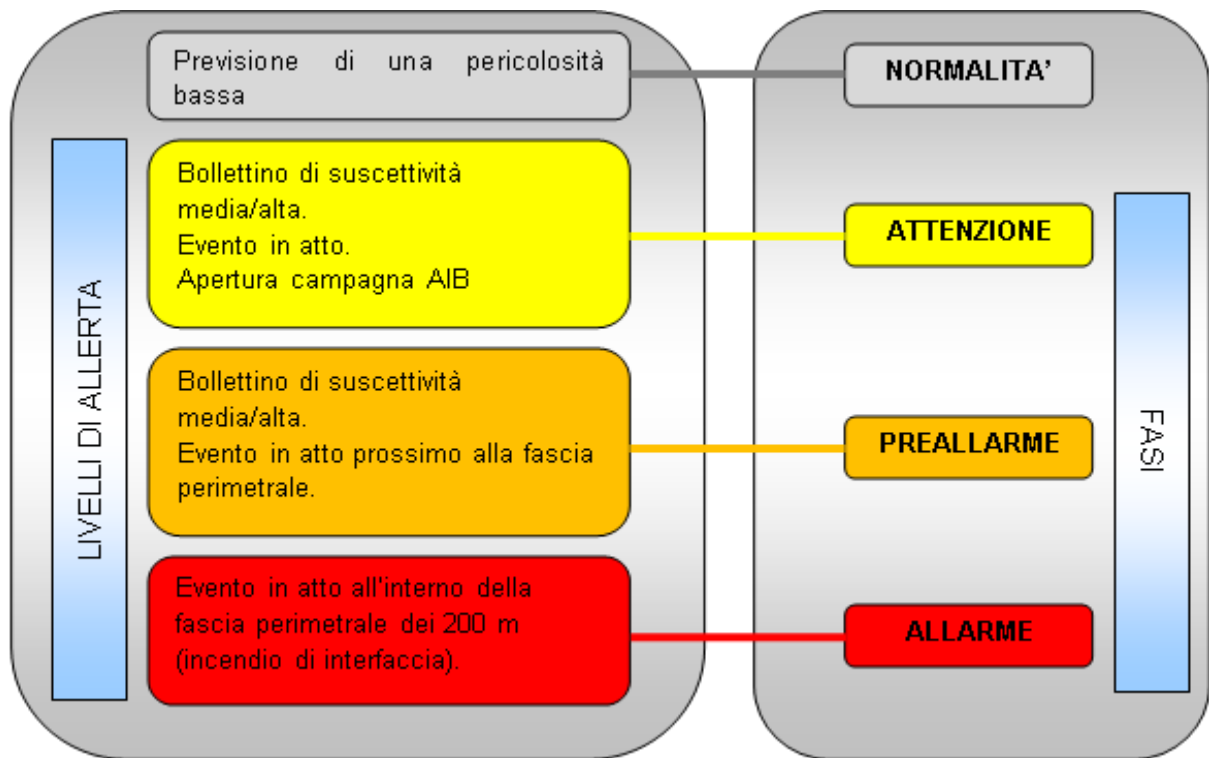 Previsione di una pericolosità
bassa
NORMALITA’
LIVELLI DI ALLERTA
Bollettino di suscettività
media/alta.
Evento in atto.
Apertura campagna AIB
ATTENZIONE
Bollettino di suscettività
media/alta.
Evento in atto prossimo alla fascia
perimetrale.
PREALLARME
Evento in atto all'interno della
fascia perimetrale dei 200 m
(incendio di interfaccia).
ALLARME
FASI